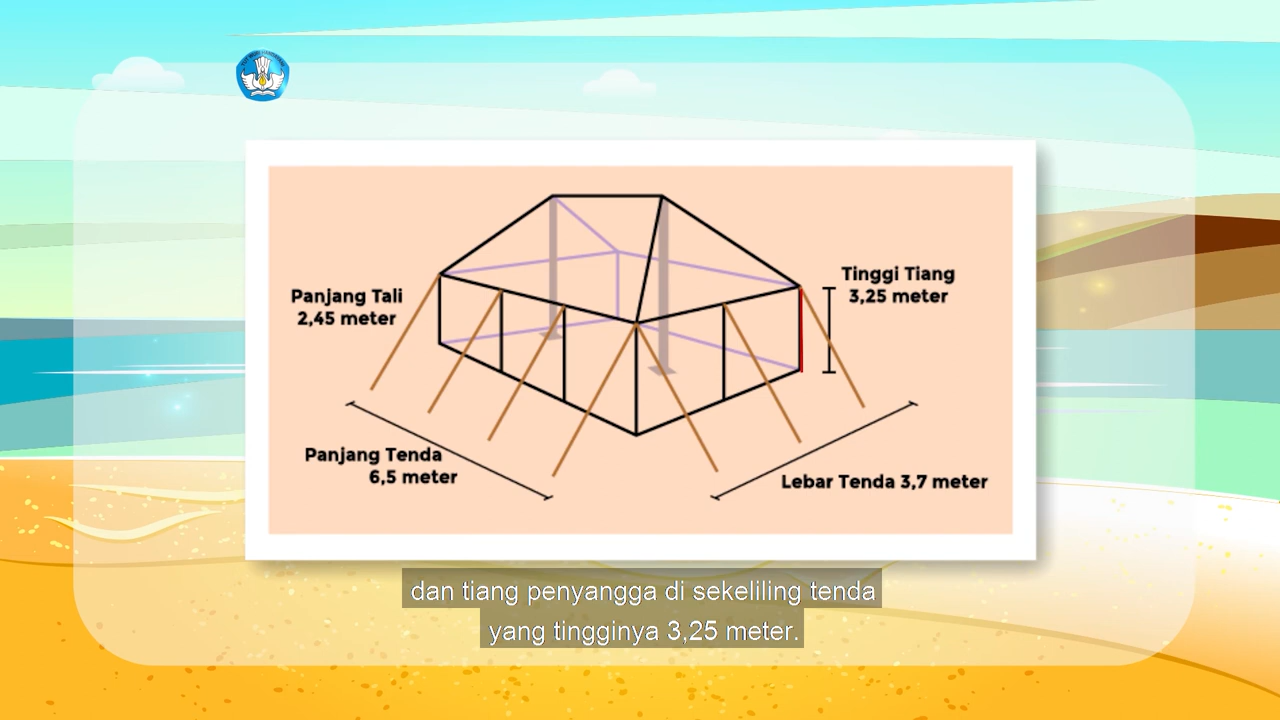 Panjang Tali
2,45 meter
Tinggi Tiang
3,25 meter
Panjang Tenda
6,5 meter
Lebar Tenda 3,7 meter
dan tiang penyangga di sekeliling tenda
yang tingginya 3,25 meter.